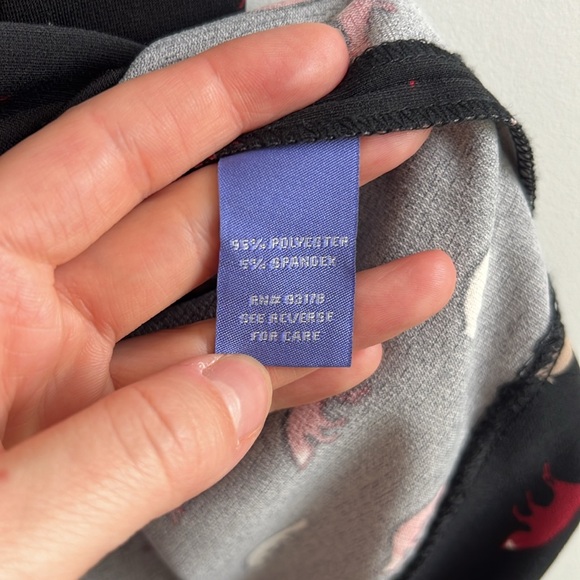 95% POLYESTER
5% SPANDEX
RN# 93178
SEE REVERSE
FOR CARE